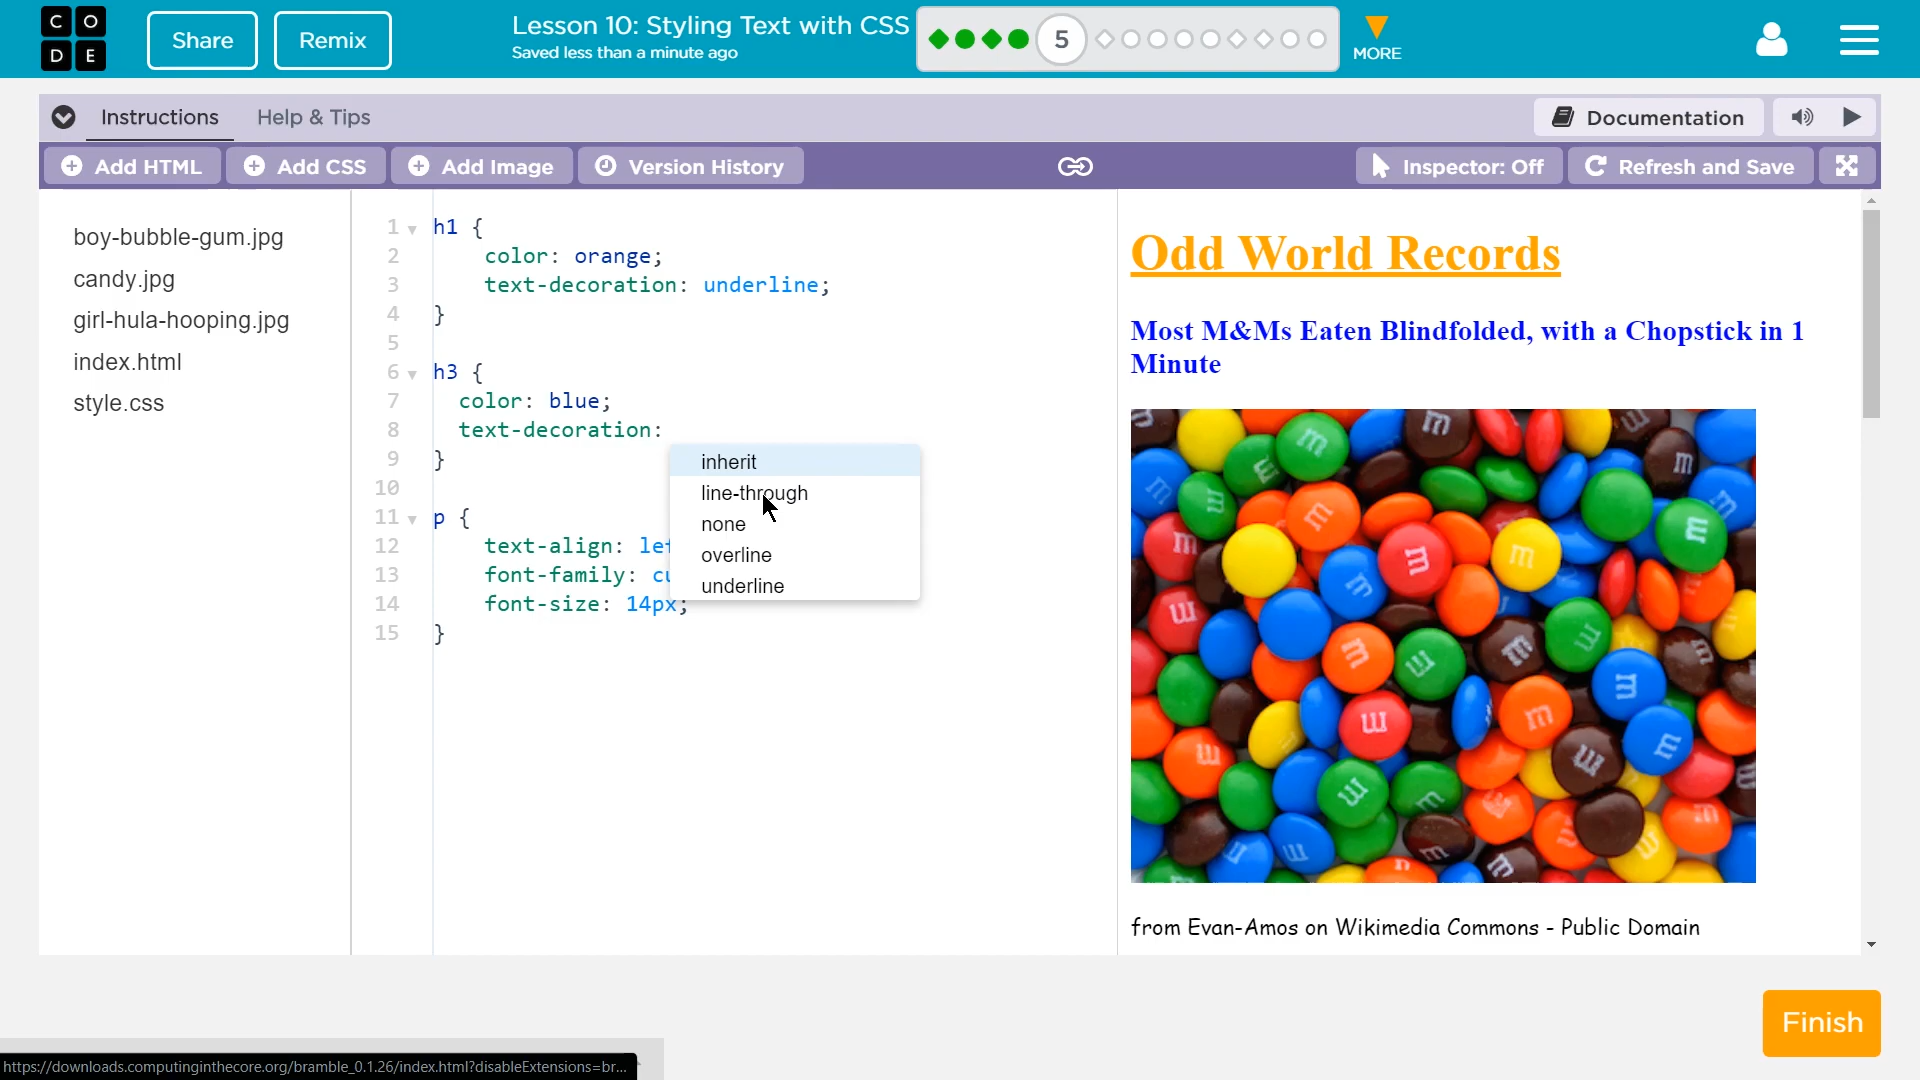 CODE
Share
Remix
Lesson 10: Styling Text with CSS
Saved less than a minute ago
5
MORE
Instructions
Help & Tips
Documentation
Add HTML
Add CSS
Add Image
Version History
Inspector: Off
Refresh and Save
boy-bubble-gum.jpg
candy.jpg
girl-hula-hooping.jpg
index.html
style.css
1 h1 {
2 color: orange;
3 text-decoration: underline;
4 }
5
6 h3 {
7 color: blue;
8 text-decoration:
9 }
10
11 p {
12 text-align: lef
13 font-family: cu
14 font-size: 14px;
15 }
inherit
line-through
none
overline
underline
Odd World Records
Most M&Ms Eaten Blindfolded, with a Chopstick in 1
Minute
from Evan-Amos on Wikimedia Commons - Public Domain
Finish
https://downloads.computinginthecore.org/bramble_0.1.26/index.html?disableExtensions=br...